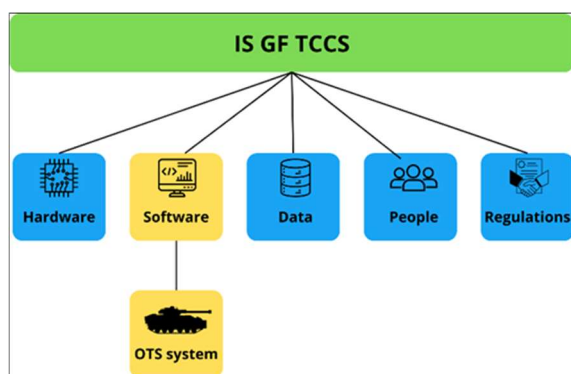 IS GF TCCS
Hardware
Software
Data
People
Regulations
OTS system